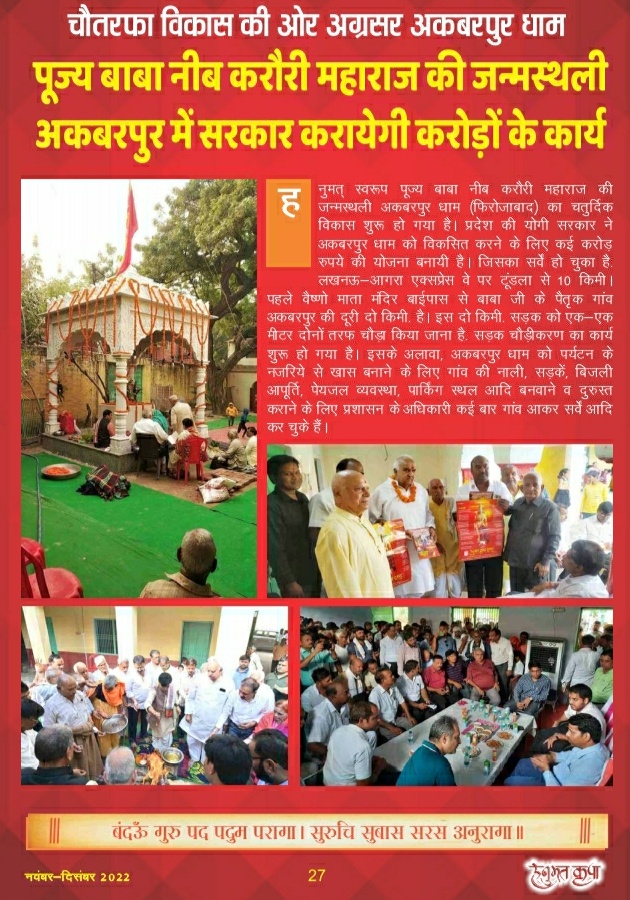 चौतरफा विकास की ओर अग्रसर अकबरपुर धाम
पूज्य बाबा नीब करौरी महाराज की जन्मस्थली
अकबरपुर में सरकार करायेगी करोड़ों के कार्य
हनुमत् स्वरूप पूज्य बाबा नीब करौरी महाराज की
जन्मस्थली अकबरपुर धाम (फिरोजाबाद) का चतुर्दिक
विकास शुरू हो गया है। प्रदेश की योगी सरकार ने
अकबरपुर धाम को विकसित करने के लिए कई करोड़
रुपये की योजना बनायी है। जिसका सर्वे हो चुका है.
लखनऊ–आगरा एक्सप्रेस वे पर टूंडला से 10 किमी।
पहले वैष्णो माता मंदिर बाईपास से बाबा जी के पैतृक गांव
अकबरपुर की दूरी दो किमी. है। इस दो किमी. सड़क को एक–एक
मीटर दोनों तरफ चौड़ा किया जाना है. सड़क चौड़ीकरण का कार्य
शुरू हो गया है। इसके अलावा, अकबरपुर धाम को पर्यटन के
नजरिये से खास बनाने के लिए गांव की नाली, सड़कें, बिजली
आपूर्ति, पेयजल व्यवस्था, पार्किंग स्थल आदि बनवाने व दुरुस्त
कराने के लिए प्रशासन के अधिकारी कई बार गांव आकर सर्वे आदि
कर चुके हैं।
बंदऊँ गुरु पद पदुम परागा। सुरुचि सुबास सरस अनुरागा॥
नवंबर–दिसंबर 2022
27
हनुमत कृपा